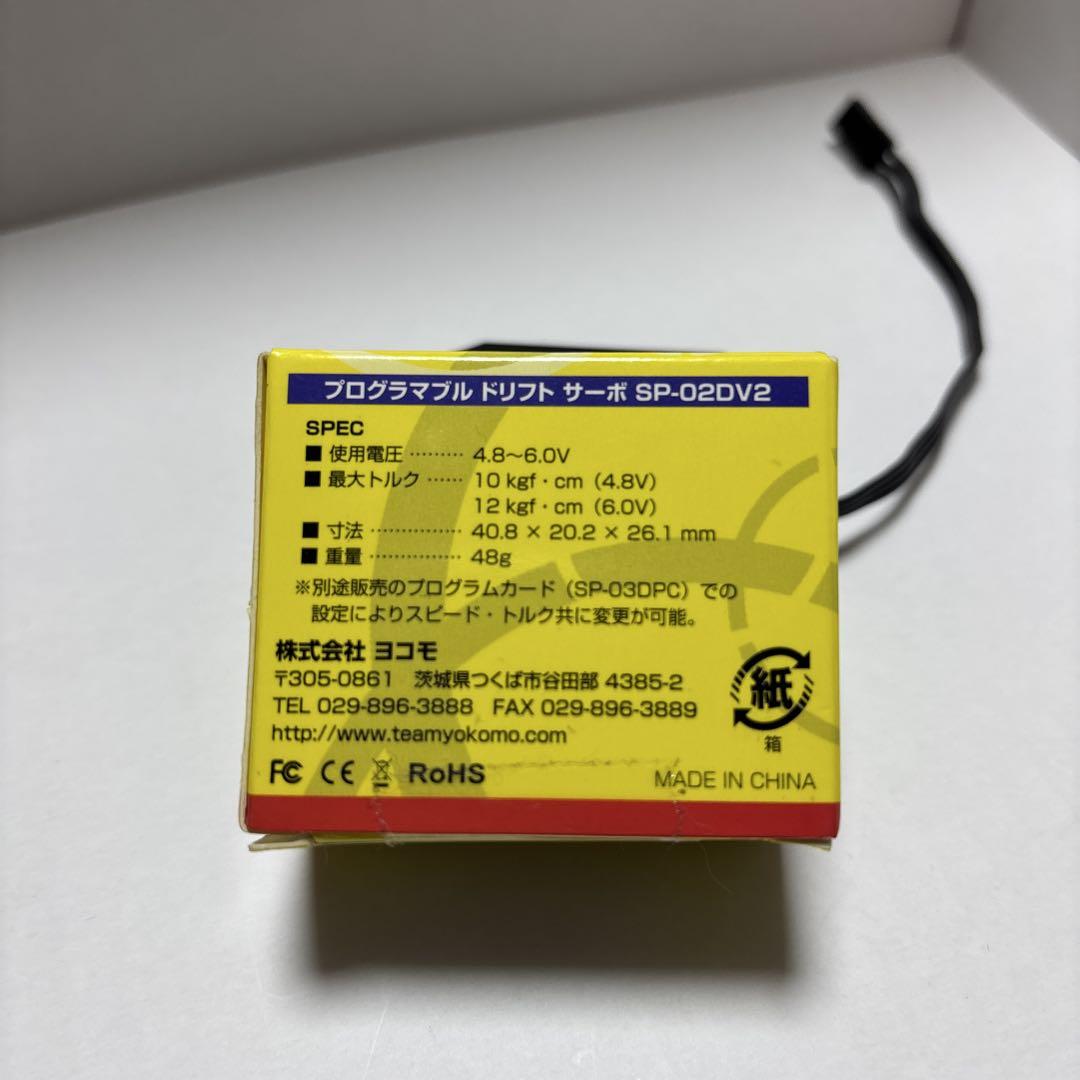 プログラマブル ドリフト サーボ SP-02DV2
SPEC
■ 使用電圧 ········· 4.8〜6.0V
■ 最大トルク ······ 10 kgf・cm（4.8V）
12 kgf・cm（6.0V）
■ 寸法 ··············· 40.8 × 20.2 × 26.1 mm
■ 重量 ··············· 48g
※別途販売のプログラムカード（SP-03DPC）での
設定によりスピード・トルク共に変更が可能。
株式会社 ヨコモ
〒305-0861　茨城県つくば市谷田部 4385-2
TEL 029-896-3888　FAX 029-896-3889
http://www.teamyokomo.com
紙
箱
FC CE RoHS
MADE IN CHINA